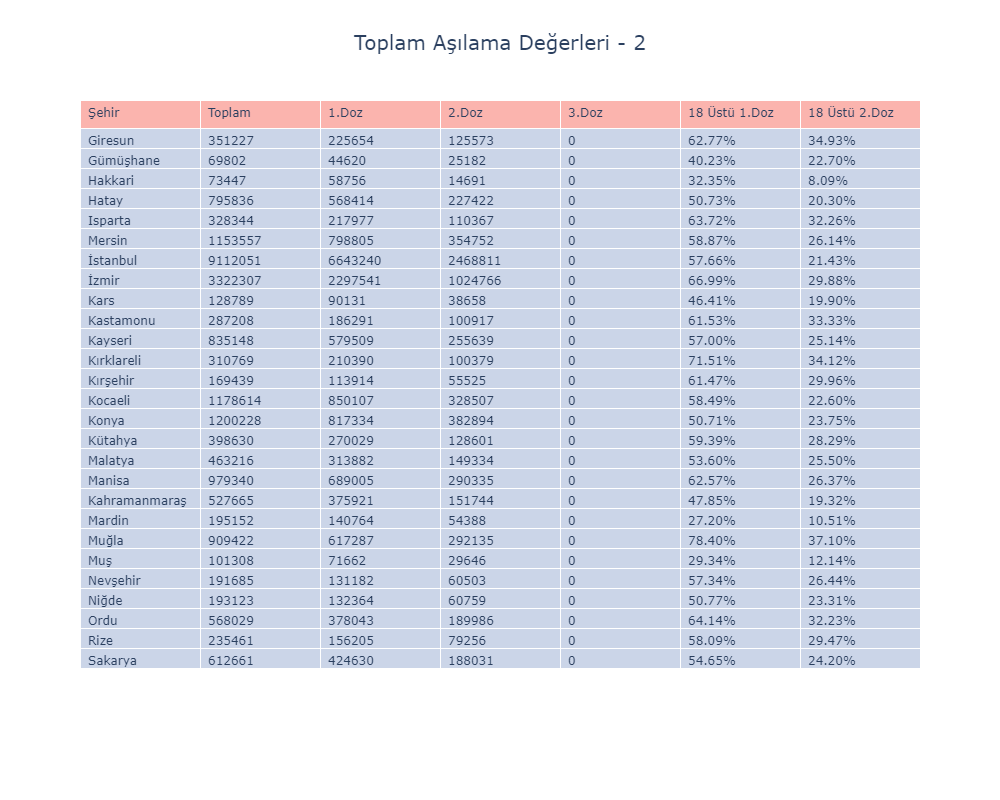 Toplam Aşılama Değerleri - 2
Şehir Toplam 1.Doz 2.Doz 3.Doz 18 Üstü 1.Doz 18 Üstü 2.Doz
Giresun 351227 225654 125573 0 62.77% 34.93%
Gümüşhane 69802 44620 25182 0 40.23% 22.70%
Hakkari 73447 58756 14691 0 32.35% 8.09%
Hatay 795836 568414 227422 0 50.73% 20.30%
Isparta 328344 217977 110367 0 63.72% 32.26%
Mersin 1153557 798805 354752 0 58.87% 26.14%
İstanbul 9112051 6643240 2468811 0 57.66% 21.43%
İzmir 3322307 2297541 1024766 0 66.99% 29.88%
Kars 128789 90131 38658 0 46.41% 19.90%
Kastamonu 287208 186291 100917 0 61.53% 33.33%
Kayseri 835148 579509 255639 0 57.00% 25.14%
Kırklareli 310769 210390 100379 0 71.51% 34.12%
Kırşehir 169439 113914 55525 0 61.47% 29.96%
Kocaeli 1178614 850107 328507 0 58.49% 22.60%
Konya 1200228 817334 382894 0 50.71% 23.75%
Kütahya 398630 270029 128601 0 59.39% 28.29%
Malatya 463216 313882 149334 0 53.60% 25.50%
Manisa 979340 689005 290335 0 62.57% 26.37%
Kahramanmaraş 527665 375921 151744 0 47.85% 19.32%
Mardin 195152 140764 54388 0 27.20% 10.51%
Muğla 909422 617287 292135 0 78.40% 37.10%
Muş 101308 71662 29646 0 29.34% 12.14%
Nevşehir 191685 131182 60503 0 57.34% 26.44%
Niğde 193123 132364 60759 0 50.77% 23.31%
Ordu 568029 378043 189986 0 64.14% 32.23%
Rize 235461 156205 79256 0 58.09% 29.47%
Sakarya 612661 424630 188031 0 54.65% 24.20%